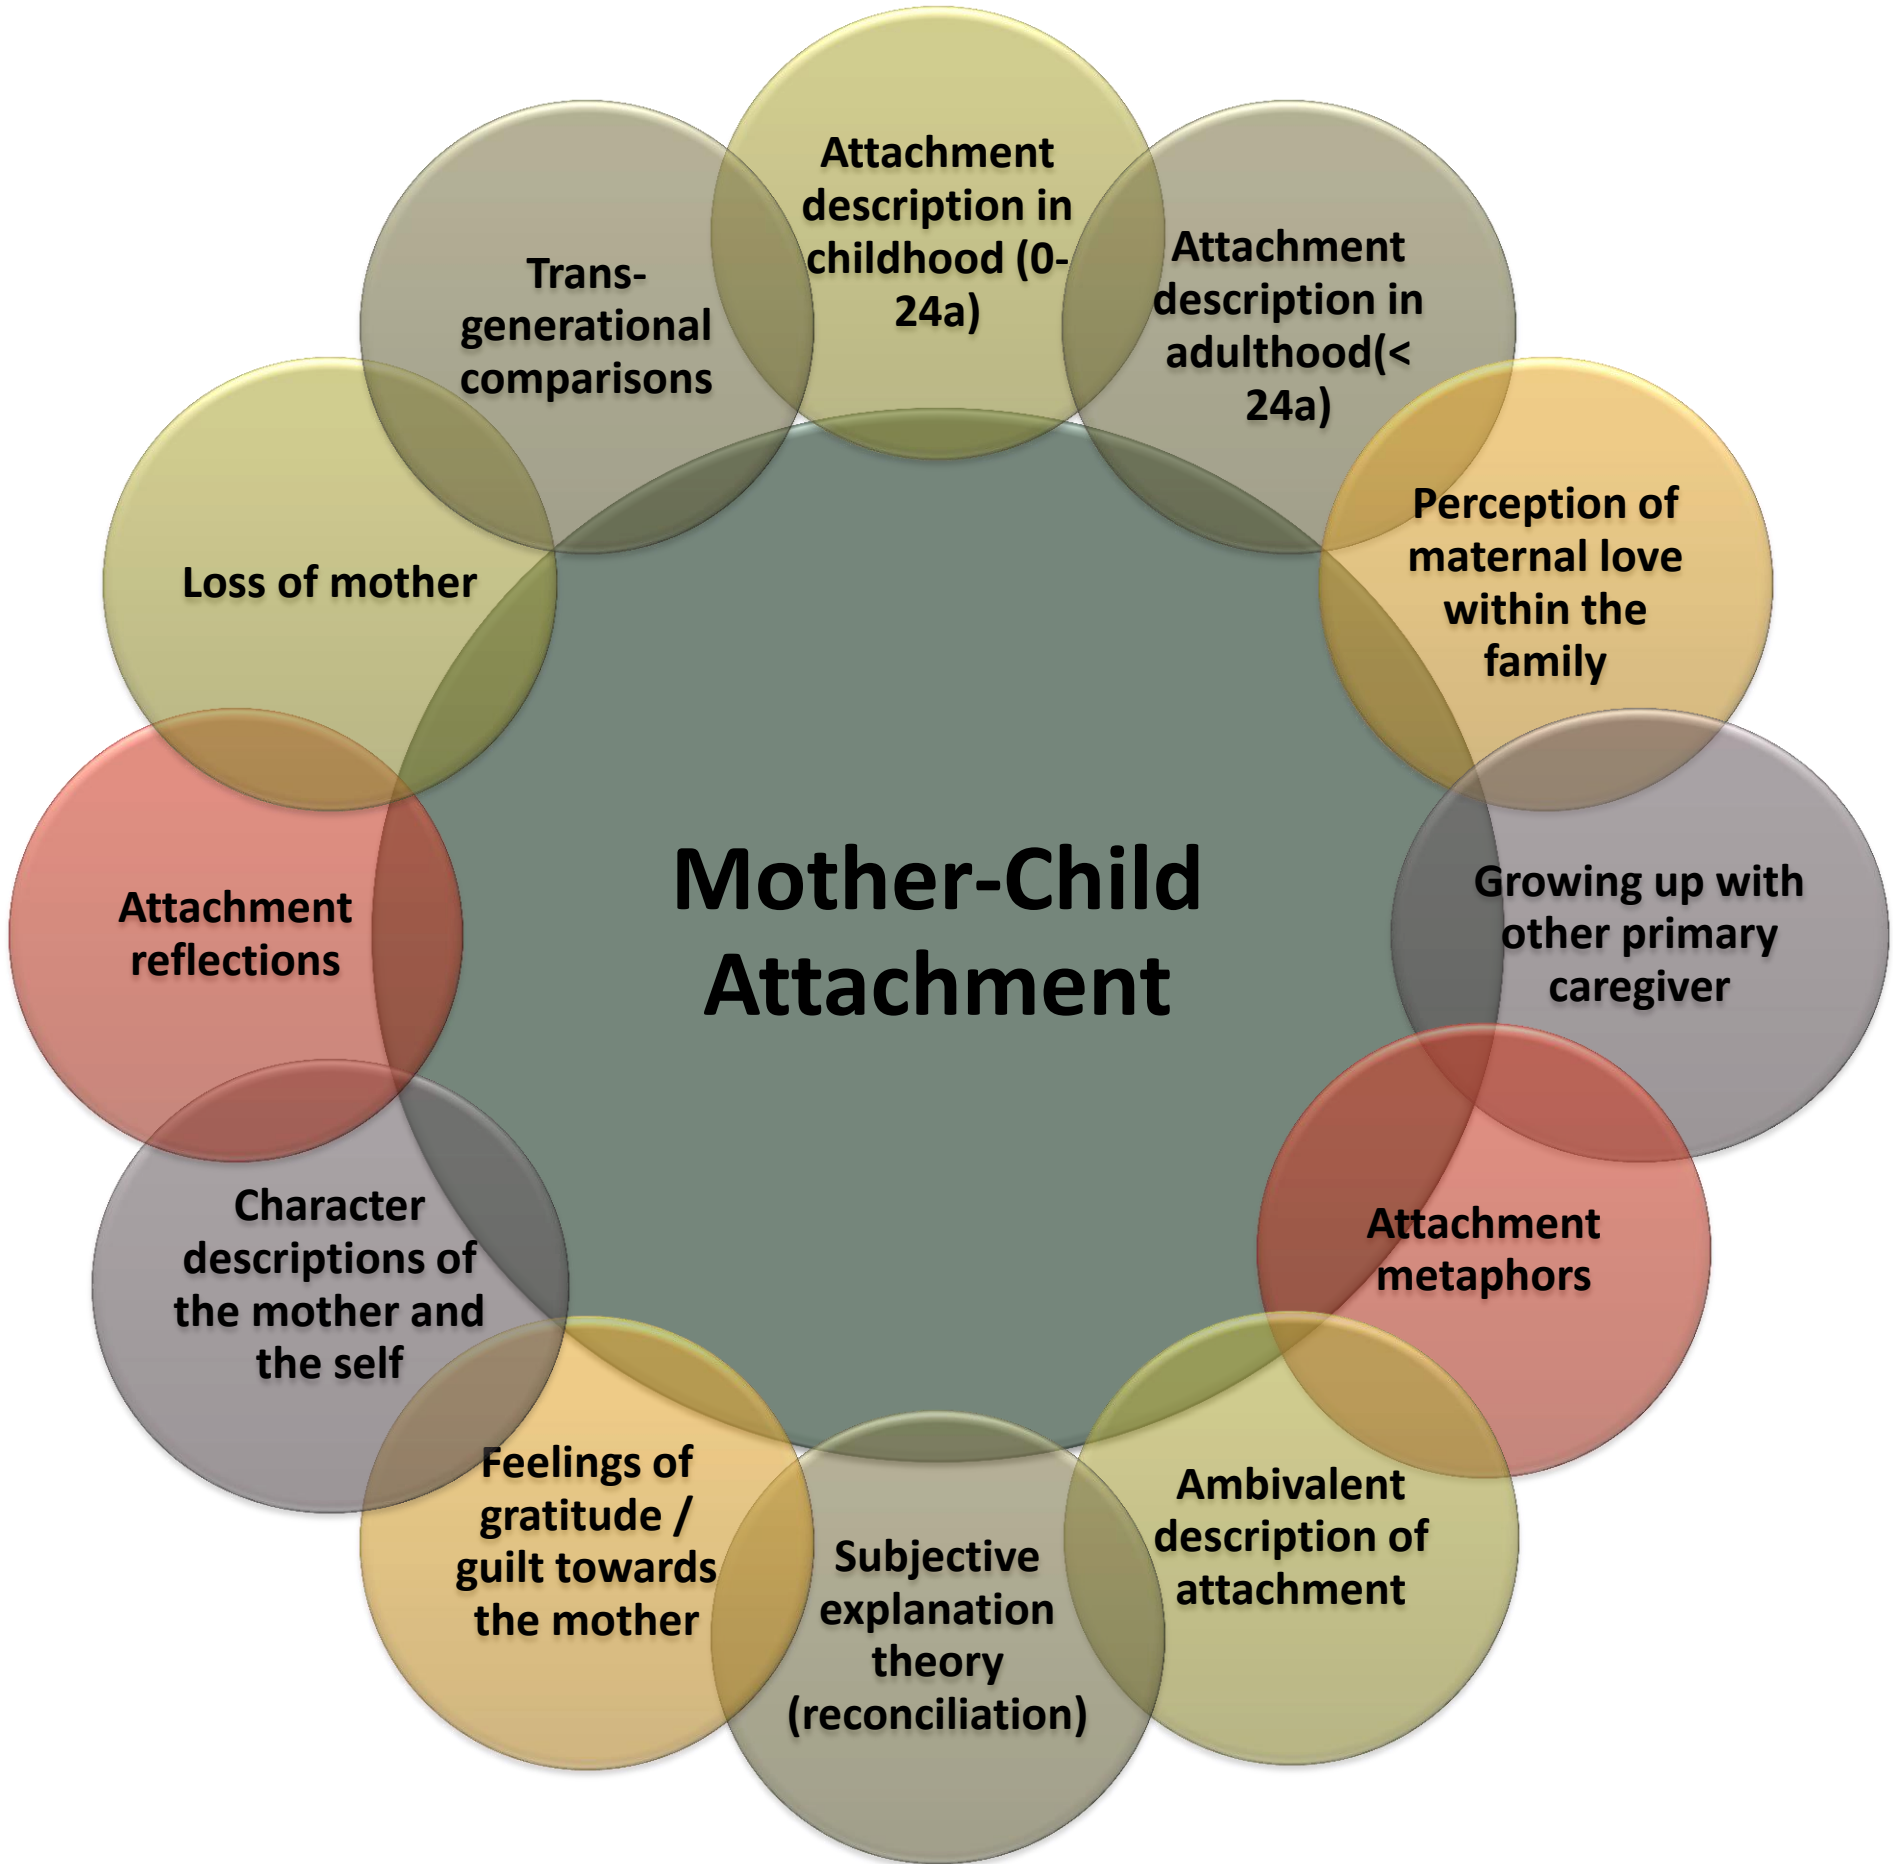 Attachment
description in
childhood (0-
24a)
Attachment
description in
adulthood(<
24a)
Perception of
maternal love
within the
family
Growing up with
other primary
caregiver
Attachment
metaphors
Ambivalent
description of
attachment
Subjective
explanation
theory
(reconciliation)
Feelings of
gratitude /
guilt towards
the mother
Character
descriptions of
the mother and
the self
Attachment
reflections
Loss of mother
Trans-
generational
comparisons
Mother-Child
Attachment